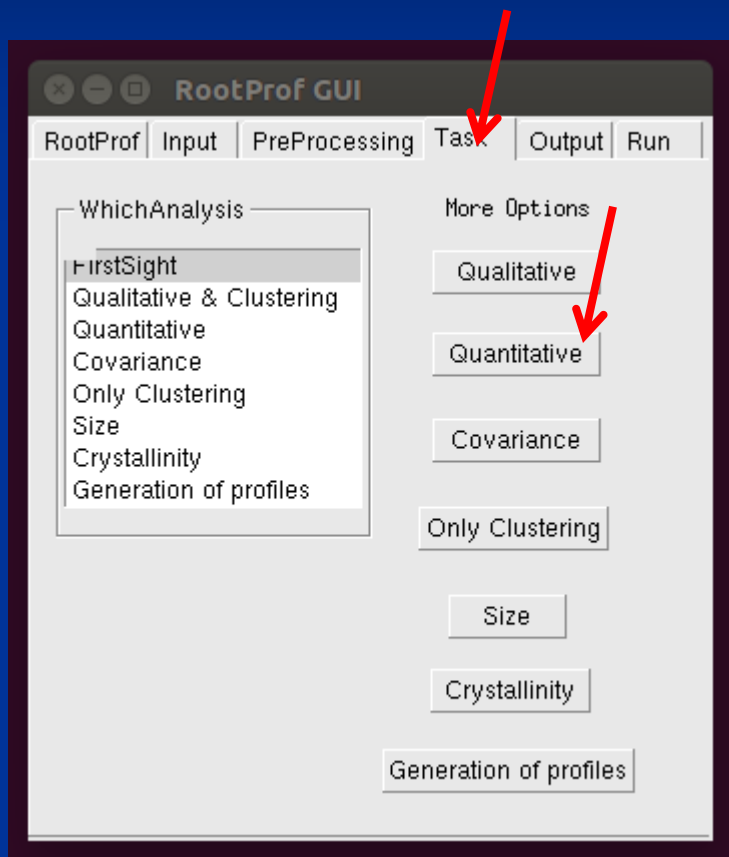 RootProf GUI
RootProf Input PreProcessing Task Output Run
WhichAnalysis
FirstSight
Qualitative & Clustering
Quantitative
Covariance
Only Clustering
Size
Crystallinity
Generation of profiles
More Options
Qualitative
Quantitative
Covariance
Only Clustering
Size
Crystallinity
Generation of profiles